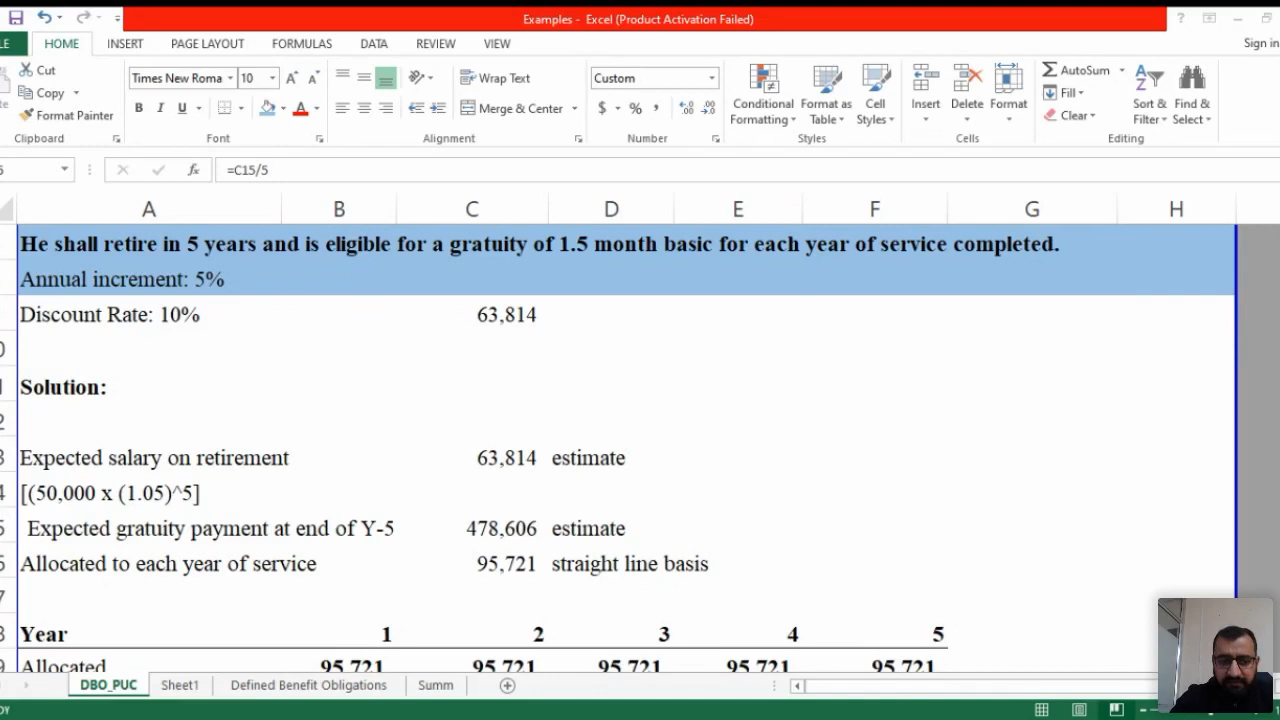 Examples - Excel (Product Activation Failed)
?
HOME INSERT PAGE LAYOUT FORMULAS DATA REVIEW VIEW Sign in
Cut
Copy
Format Painter
Clipboard
Times New Roma 10
B I U
Font
Wrap Text
Merge & Center
Alignment
Custom
$ % ,
Number
Conditional Formatting
Format as Table
Cell Styles
Styles
Insert Delete Format
Cells
AutoSum
Fill
Clear
Sort & Filter
Find & Select
Editing
fx =C15/5
A B C D E F G H
He shall retire in 5 years and is eligible for a gratuity of 1.5 month basic for each year of service completed.
Annual increment: 5%
Discount Rate: 10% 63,814
Solution:
Expected salary on retirement 63,814 estimate
[(50,000 x (1.05)^5]
Expected gratuity payment at end of Y-5 478,606 estimate
Allocated to each year of service 95,721 straight line basis
Year 1 2 3 4 5
Allocated 95,721 95,721 95,721 95,721 95,721
DBO_PUC Sheet1 Defined Benefit Obligations Summ